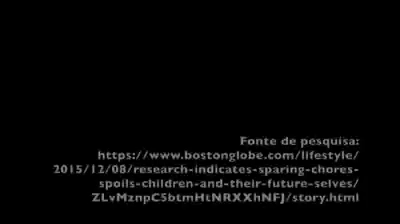 Fonte de pesquisa:
https://www.bostonglobe.com/lifestyle/
2015/12/08/research-indicates-sparing-chores-
spoils-children-and-their-future-selves/
ZLvMznpC5btmHtNRXXhNFJ/story.html